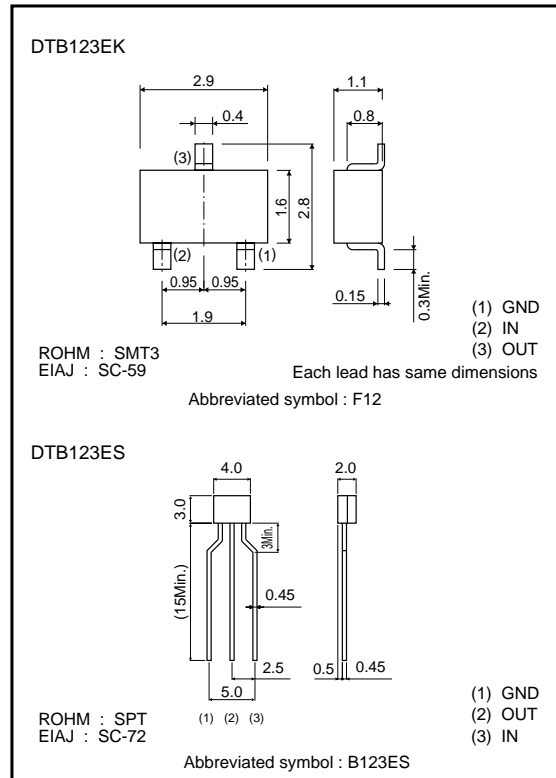 DTB123EK
2.9
1.1
0.4
0.8
(3)
1.6
2.8
(2)
(1)
0.95
0.95
1.9
0.15
0.3Min.
(1) GND
(2) IN
(3) OUT
ROHM : SMT3
EIAJ : SC-59
Each lead has same dimensions
Abbreviated symbol : F12
DTB123ES
4.0
2.0
3.0
3Min.
(15Min.)
0.45
2.5
0.5
0.45
5.0
(1) (2) (3)
(1) GND
(2) OUT
(3) IN
ROHM : SPT
EIAJ : SC-72
Abbreviated symbol : B123ES